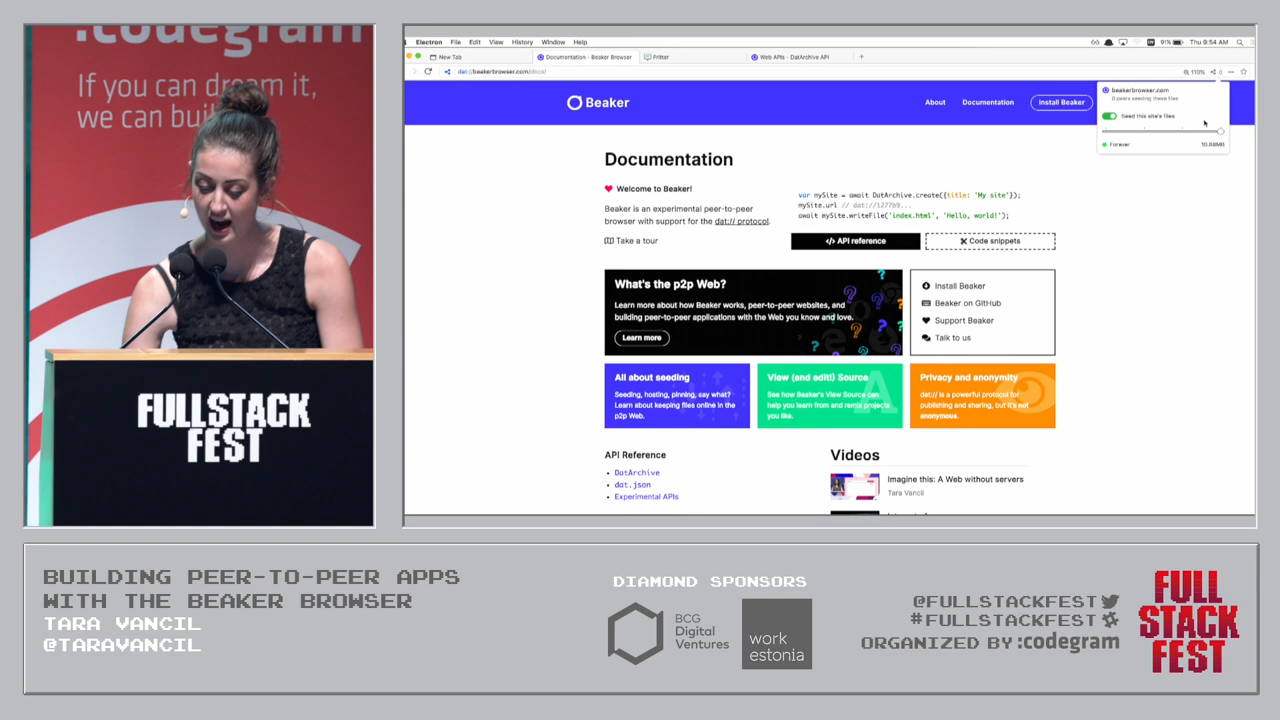 :codegram
If you can dream it,
we can bui
FULLSTACK
FEST
Electron File Edit View History Window Help
91% Thu 9:54 AM
New Tab
Documentation - Beaker Browser
Fritter
Web APIs - DatArchive API
dat://beakerbrowser.com/docs/
110%
0
Beaker
About Documentation Install Beaker
beakerbrowser.com
0 peers seeding these files
Seed this site's files
Forever
Documentation
Welcome to Beaker!
Beaker is an experimental peer-to-peer
browser with support for the dat:// protocol.
Take a tour
var mySite = await DatArchive.create({title: 'My site'});
mySite.url // dat://1277b9...
await mySite.writeFile('index.html', 'Hello, world!');
</> API reference
Code snippets
What's the p2p Web?
Learn more about how Beaker works, peer-to-peer websites, and
building peer-to-peer applications with the Web you know and love.
Learn more
Install Beaker
Beaker on GitHub
Support Beaker
Talk to us
All about seeding
Seeding, hosting, pinning, say what?
Learn about keeping files online in the
p2p Web.
View (and edit!) Source
See how Beaker's View Source can
help you learn from and remix projects
you like.
Privacy and anonymity
dat:// is a powerful protocol for
publishing and sharing, but it's not
anonymous.
API Reference
DatArchive
dat.json
Experimental APIs
Videos
Imagine this: A Web without servers
Tara Vancil
BUILDING PEER-TO-PEER APPS
WITH THE BEAKER BROWSER
TARA VANCIL
@TARAVANCIL
DIAMOND SPONSORS
BCG
Digital
Ventures
work
estonia
@FULLSTACKFEST
#FULLSTACKFEST
ORGANIZED BY :codegram
FULL
STACK
FEST